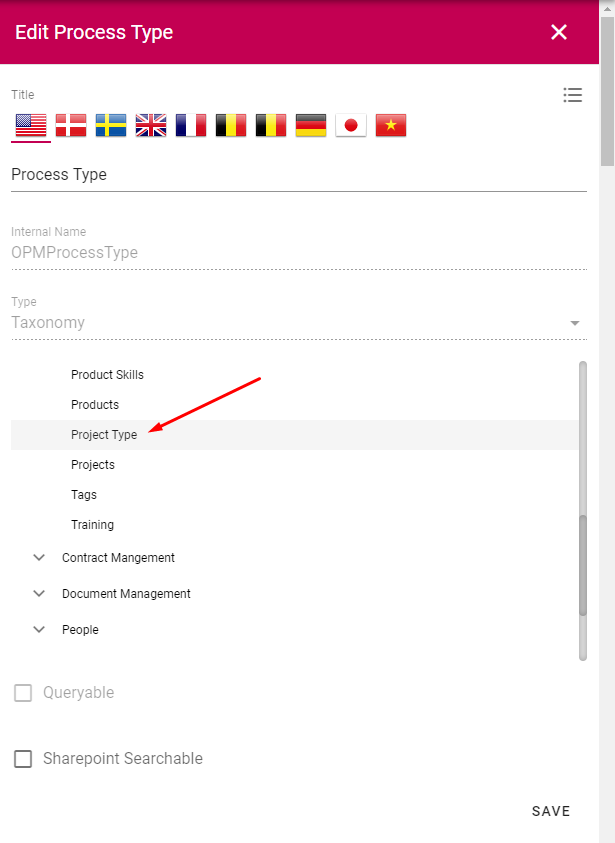 Edit Process Type
Title
Process Type
Internal Name
OPMProcessType
Type
Taxonomy
Product Skills
Products
Project Type
Projects
Tags
Training
Contract Mangement
Document Management
People
Queryable
Sharepoint Searchable
SAVE